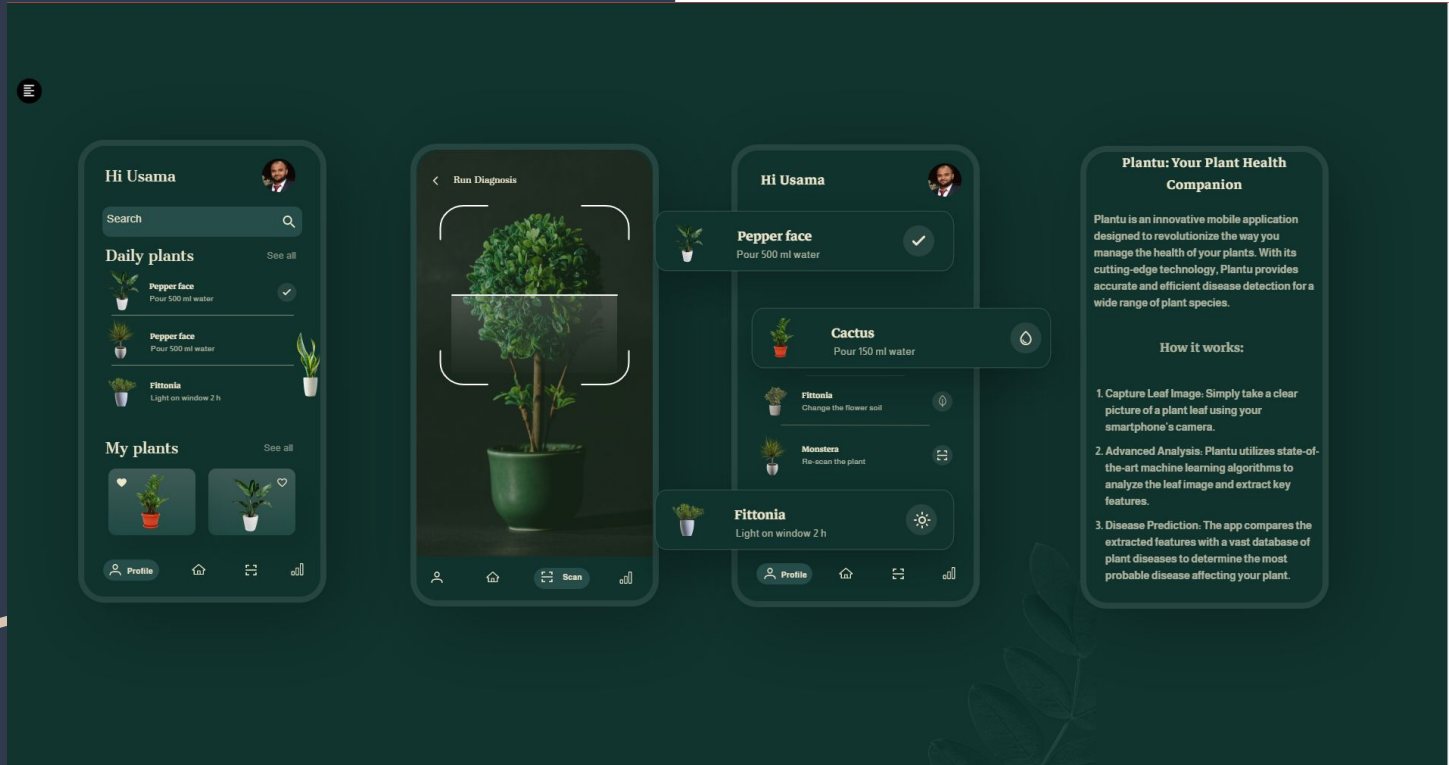 Hi Usama
Search
Daily plants
See all
Pepper face
Pour 500 ml water
Pepper face
Pour 500 ml water
Fittonia
Light on window 2 h
My plants
See all
Profile
Run Diagnosis
Scan
Hi Usama
Pepper face
Pour 500 ml water
Cactus
Pour 150 ml water
Fittonia
Change the flower soil
Monstera
Re-scan the plant
Fittonia
Light on window 2 h
Profile
Plantu: Your Plant Health
Companion
Plantu is an innovative mobile application
designed to revolutionize the way you
manage the health of your plants. With its
cutting-edge technology, Plantu provides
accurate and efficient disease detection for a
wide range of plant species.
How it works:
1. Capture Leaf Image: Simply take a clear
picture of a plant leaf using your
smartphone's camera.
2. Advanced Analysis: Plantu utilizes state-of-
the-art machine learning algorithms to
analyze the leaf image and extract key
features.
3. Disease Prediction: The app compares the
extracted features with a vast database of
plant diseases to determine the most
probable disease affecting your plant.